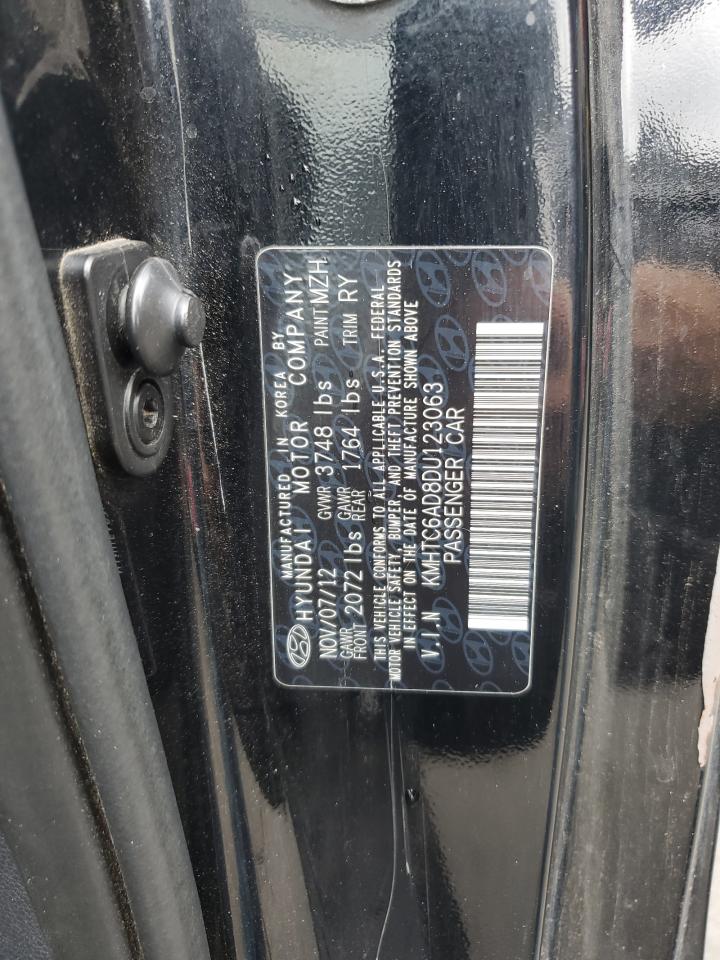 MANUFACTURED IN KOREA BY
HYUNDAI MOTOR COMPANY
NOV/07/12 GVWR 3748 lbs PAINT MZH
GAWR FRONT 2072 lbs GAWR REAR 1764 lbs TRIM RY
THIS VEHICLE CONFORMS TO ALL APPLICABLE U.S.A. FEDERAL
MOTOR VEHICLE SAFETY, BUMPER, AND THEFT PREVENTION STANDARDS
IN EFFECT ON THE DATE OF MANUFACTURE SHOWN ABOVE
V.I.N KMHTC6AD8DU123063
PASSENGER CAR